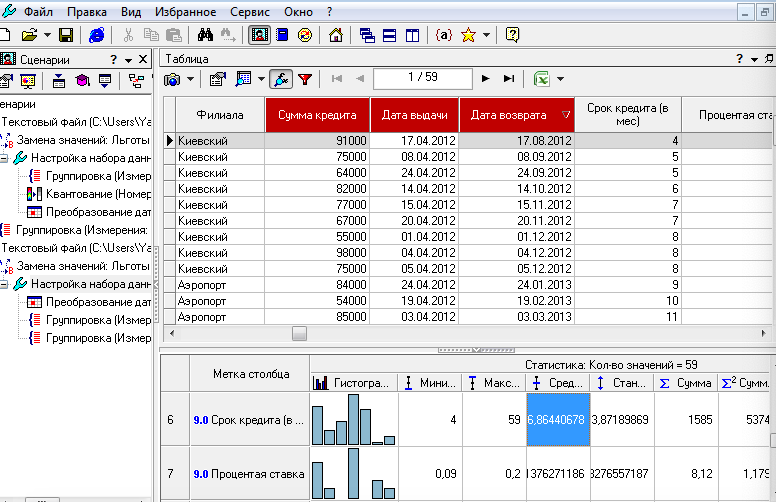 Файл Правка Вид Избранное Сервис Окно ?
Сценарии ?
Таблица ?
1 / 59
Текстовый файл (C:\Users\Ya
Замена значений: Льготы
Настройка набора данн
Группировка (Измер
Квантование (Номер
Преобразование дат
Группировка (Измерения:
Текстовый файл (C:\Users\Ya
Замена значений: Льготы
Настройка набора данн
Преобразование дат
Группировка (Измер
Группировка (Измер
Филиала Сумма кредита Дата выдачи Дата возврата Срок кредита (в мес) Процентая ста
Киевский 91000 17.04.2012 17.08.2012 4
Киевский 75000 08.04.2012 08.09.2012 5
Киевский 64000 24.04.2012 24.09.2012 5
Киевский 82000 14.04.2012 14.10.2012 6
Киевский 77000 15.04.2012 15.11.2012 7
Киевский 67000 20.04.2012 20.11.2012 7
Киевский 55000 01.04.2012 01.12.2012 8
Киевский 98000 04.04.2012 04.12.2012 8
Киевский 75000 05.04.2012 05.12.2012 8
Аэропорт 84000 24.04.2012 24.01.2013 9
Аэропорт 54000 19.04.2012 19.02.2013 10
Аэропорт 85000 03.04.2012 03.03.2013 11
Статистика: Кол-во значений = 59
Метка столбца Гистогра... Мини... Макс... Сред... Стан... Σ Сумма Σ² Сумм.
6 9.0 Срок кредита (в ... 4 59 6,86440678 3,87189869 1585 5374
7 9.0 Процентая ставка 0,09 0,2 1376271186 3276557187 8,12 1,179